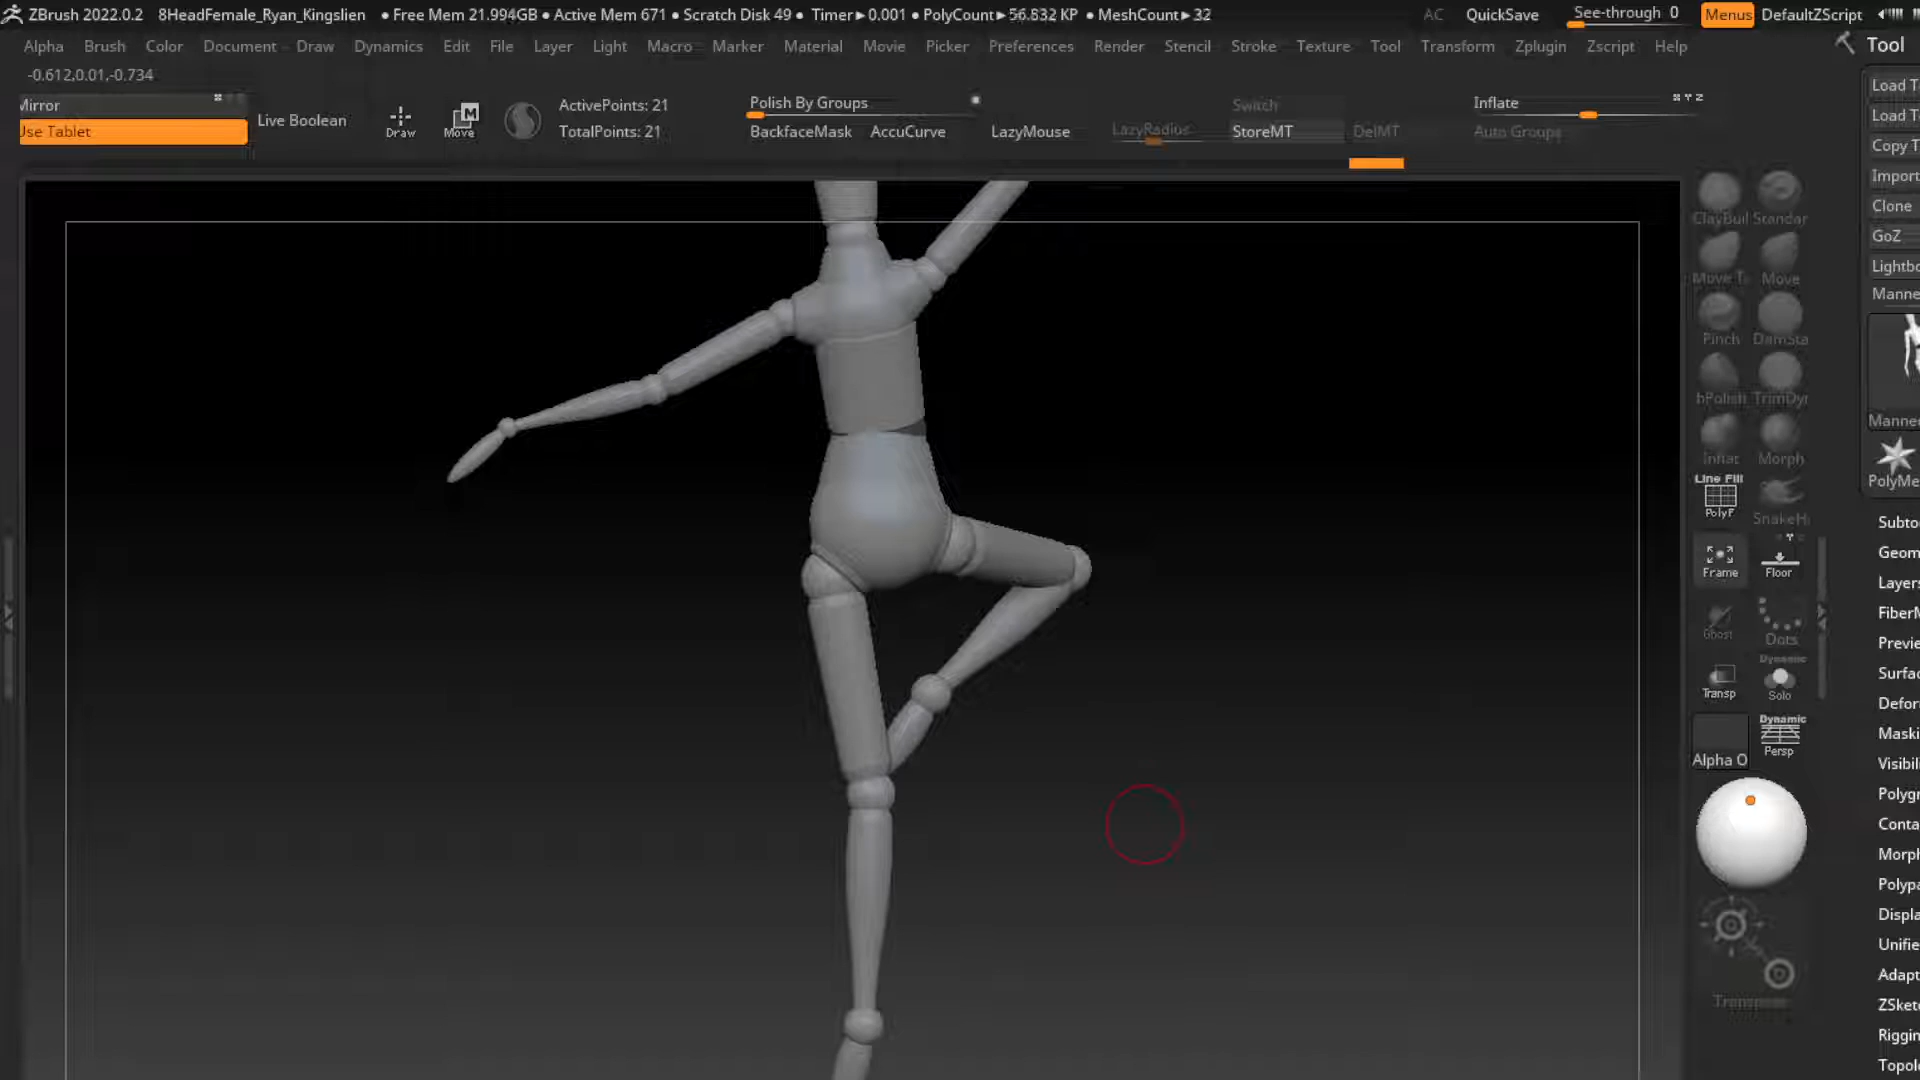 ZBrush 2022.0.2 8HeadFemale_Ryan_Kingslien • Free Mem 21.994GB • Active Mem 671 • Scratch Disk 49 • Timer▸0.001 • PolyCount▸56.832 KP • MeshCount▸32 AC QuickSave See-through 0 Menus DefaultZScript
Alpha Brush Color Document Draw Dynamics Edit File Layer Light Macro Marker Material Movie Picker Preferences Render Stencil Stroke Texture Tool Transform Zplugin Zscript Help
Tool
-0.612,0.01,-0.734
Mirror
Use Tablet
Live Boolean
Draw
Move
ActivePoints: 21
TotalPoints: 21
Polish By Groups
BackfaceMask AccuCurve
LazyMouse
LazyRadius
Switch
StoreMT
DelMT
Inflate
X Y Z
Auto Groups
Load T
Load T
Copy T
Import
Clone
GoZ
Lightbo
Manne
Manne
PolyMe
ClayBuil Standar
Move T Move
Pinch DamSta
hPolish TrimDyr
Inflat Morph
Line Fill
PolyF
SnakeH
Frame
Floor
Ghost
Dots
Transp
Dynamic
Solo
Alpha O
Dynamic
Persp
Transpose
Subto
Geom
Layers
FiberM
Previe
Surfac
Defor
Maski
Visibili
Polygr
Conta
Morph
Polypa
Displa
Unifie
Adapt
ZSketc
Riggin
Topol